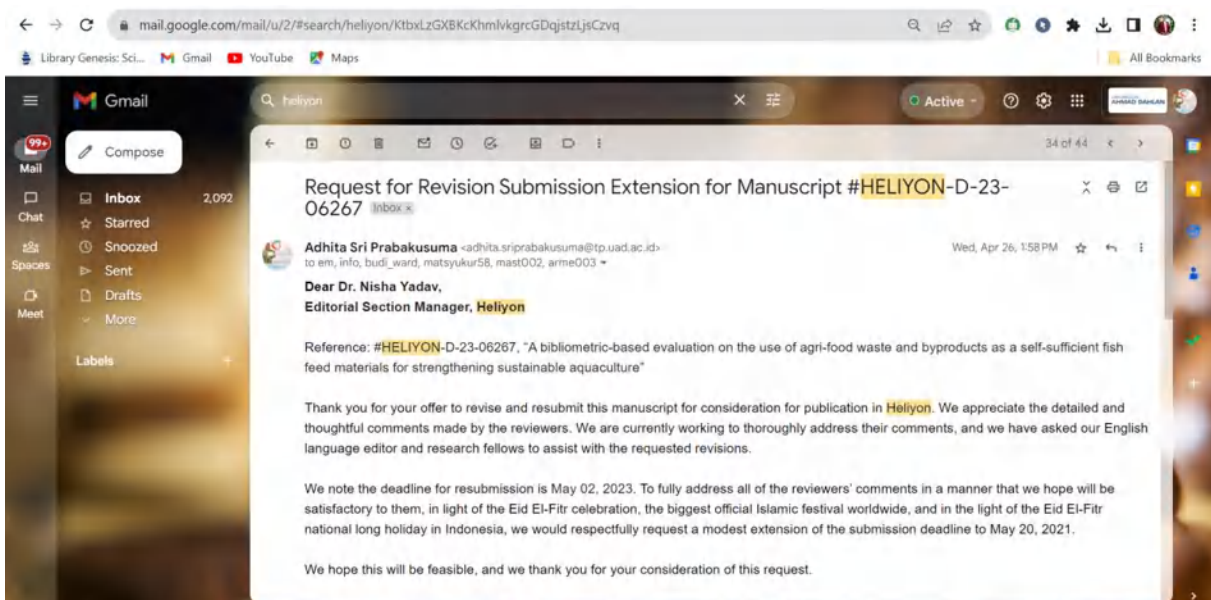 mail.google.com/mail/u/2/#search/heliyon/KtbxLzGXBKcKhmlvkgrcGDqjstzLjsCzvq
Library Genesis: Sci... Gmail YouTube Maps All Bookmarks
Gmail heliyon Active AHMAD DAHLAN
99+
Mail
Compose 34 of 44
Request for Revision Submission Extension for Manuscript #HELIYON-D-23-
06267 Inbox x
Inbox 2,092
Chat
Starred
Adhita Sri Prabakusuma <adhita.sriprabakusuma@tp.uad.ac.id> Wed, Apr 26, 1:58 PM
Snoozed
to em, info, budi_ward, matsyukur58, mast002, arme003
Spaces
Sent
Dear Dr. Nisha Yadav,
Drafts
Editorial Section Manager, Heliyon
Meet
More
Reference: #HELIYON-D-23-06267, "A bibliometric-based evaluation on the use of agri-food waste and byproducts as a self-sufficient fish
feed materials for strengthening sustainable aquaculture"
Labels +
Thank you for your offer to revise and resubmit this manuscript for consideration for publication in Heliyon. We appreciate the detailed and
thoughtful comments made by the reviewers. We are currently working to thoroughly address their comments, and we have asked our English
language editor and research fellows to assist with the requested revisions.
We note the deadline for resubmission is May 02, 2023. To fully address all of the reviewers' comments in a manner that we hope will be
satisfactory to them, in light of the Eid El-Fitr celebration, the biggest official Islamic festival worldwide, and in the light of the Eid El-Fitr
national long holiday in Indonesia, we would respectfully request a modest extension of the submission deadline to May 20, 2021.
We hope this will be feasible, and we thank you for your consideration of this request.